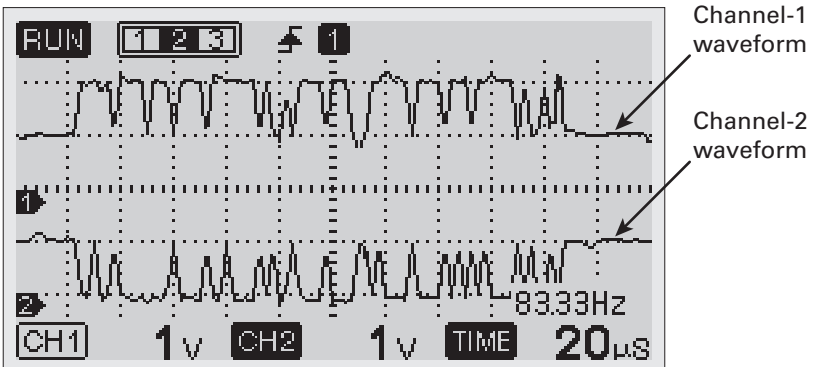 RUN 1 2 3 1
Channel-1
waveform
Channel-2
waveform
1
2
83.33Hz
CH1 1V CH2 1V TIME 20μS